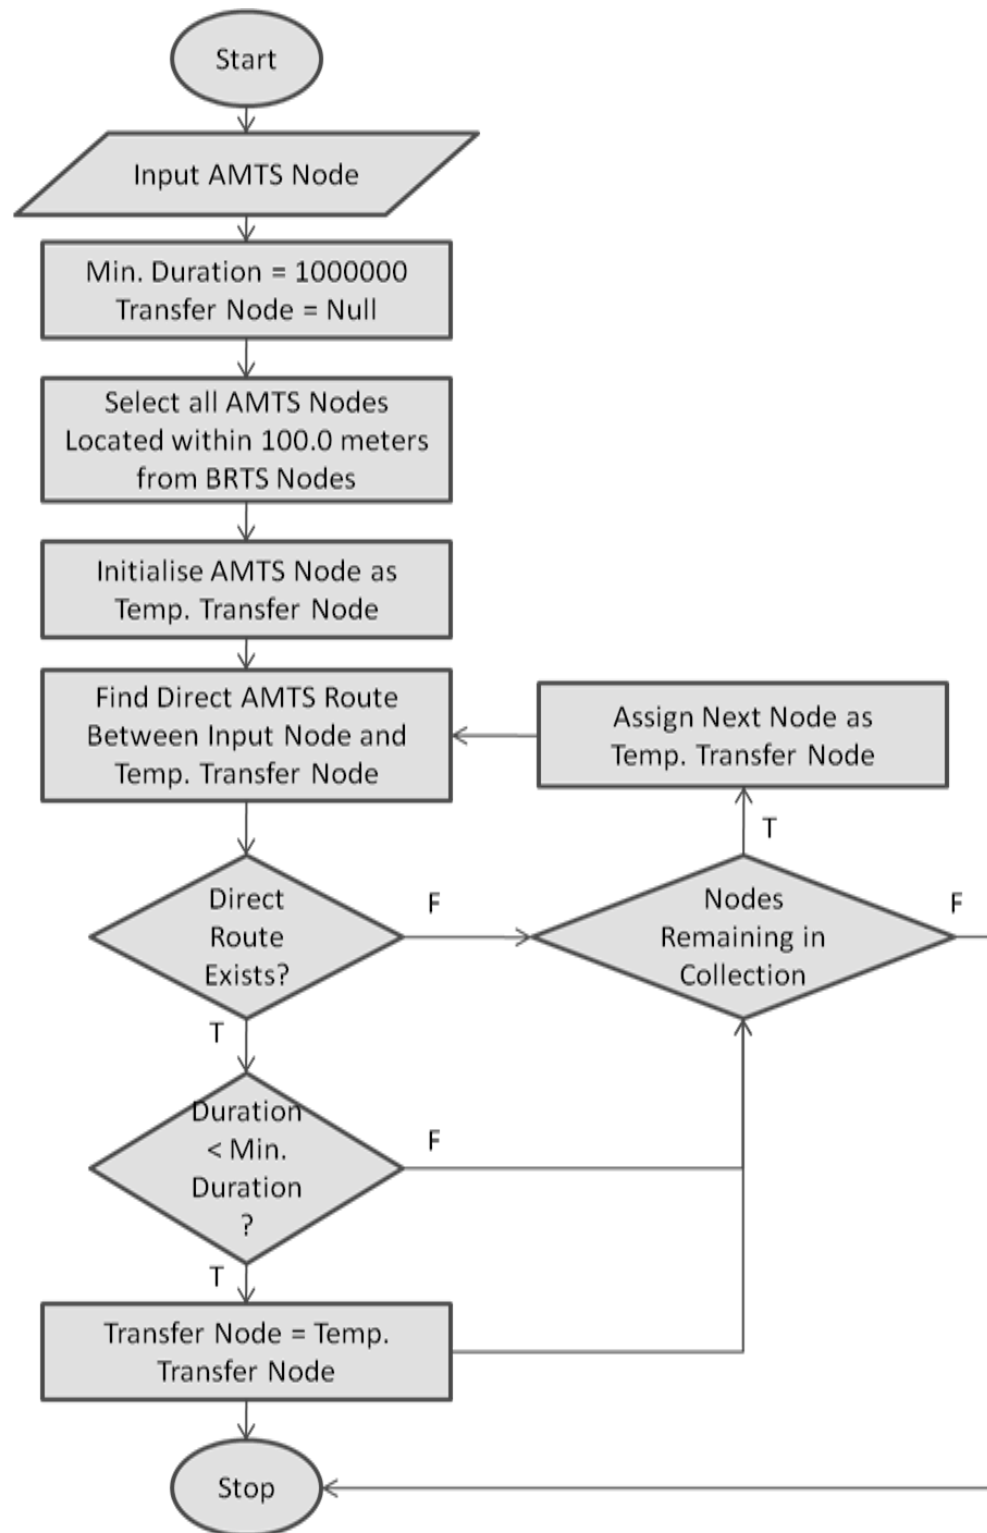 Start
Input AMTS Node
Min. Duration = 1000000
Transfer Node = Null
Select all AMTS Nodes
Located within 100.0 meters
from BRTS Nodes
Initialise AMTS Node as
Temp. Transfer Node
Find Direct AMTS Route
Between Input Node and
Temp. Transfer Node
Assign Next Node as
Temp. Transfer Node
T
Direct
Route
Exists?
F
Nodes
Remaining in
Collection
F
T
Duration
< Min.
Duration
?
F
T
Transfer Node = Temp.
Transfer Node
Stop